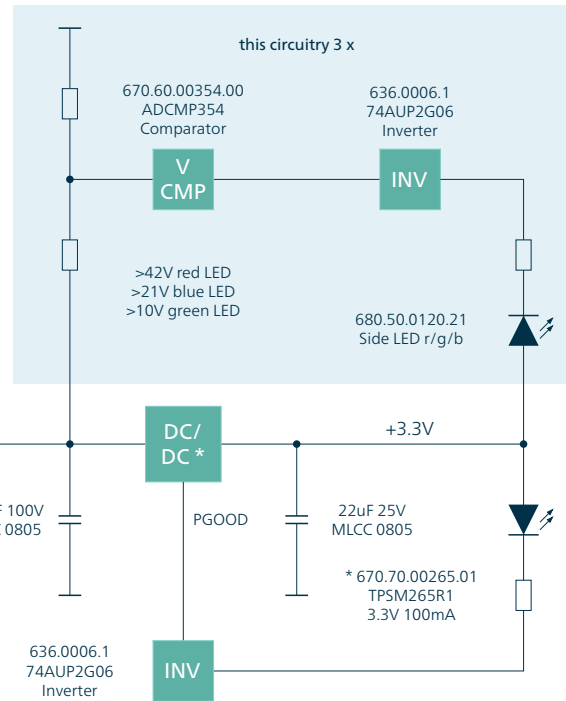 this circuitry 3 x
670.60.00354.00
ADCMP354
Comparator
636.0006.1
74AUP2G06
Inverter
V
CMP
INV
>42V red LED
>21V blue LED
>10V green LED
680.50.0120.21
Side LED r/g/b
DC/
DC *
+3.3V
100V
0805
PGOOD
22uF 25V
MLCC 0805
* 670.70.00265.01
TPSM265R1
3.3V 100mA
636.0006.1
74AUP2G06
Inverter
INV